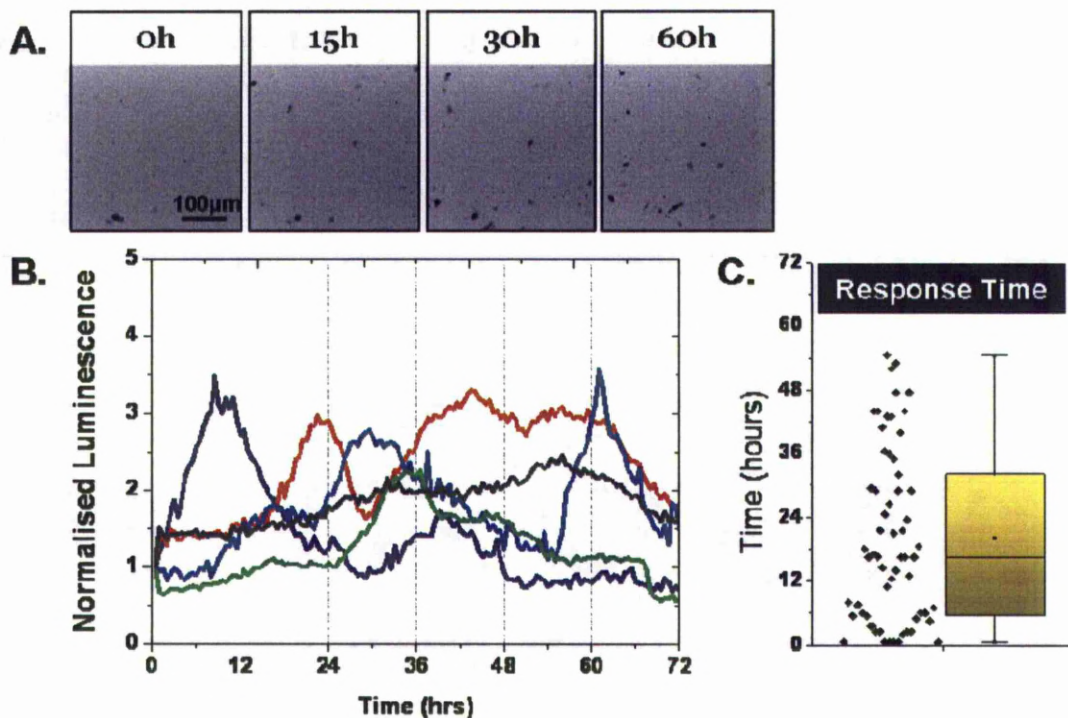 A.
0h 15h 30h 60h
100µm
B.
Normalised Luminescence
5
4
3
2
1
0
0 12 24 36 48 60 72
Time (hrs)
C.
Response Time
Time (hours)
72
60
48
36
24
12
0